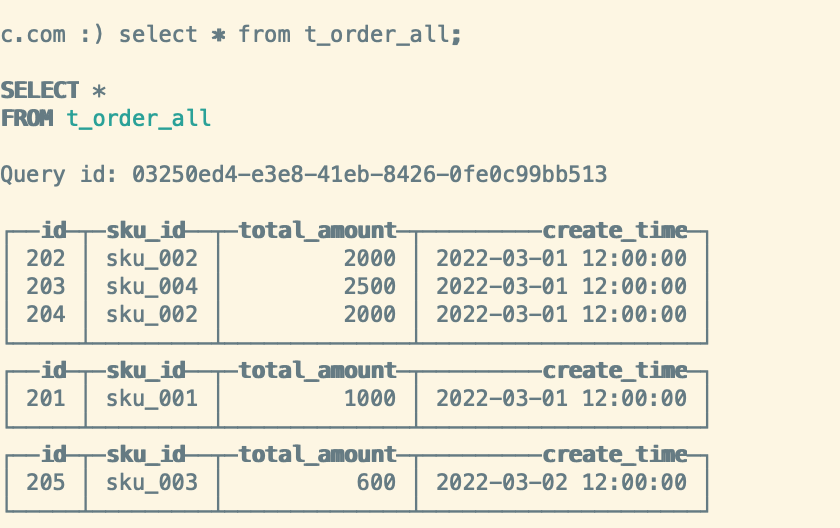 c.com :) select * from t_order_all;
SELECT *
FROM t_order_all
Query id: 03250ed4-e3e8-41eb-8426-0fe0c99bb513
id sku_id total_amount create_time
202 sku_002 2000 2022-03-01 12:00:00
203 sku_004 2500 2022-03-01 12:00:00
204 sku_002 2000 2022-03-01 12:00:00
id sku_id total_amount create_time
201 sku_001 1000 2022-03-01 12:00:00
id sku_id total_amount create_time
205 sku_003 600 2022-03-02 12:00:00